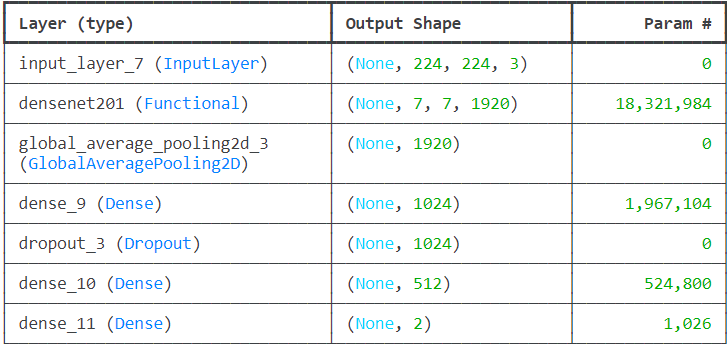 Layer (type) Output Shape Param #
input_layer_7 (InputLayer) (None, 224, 224, 3) 0
densenet201 (Functional) (None, 7, 7, 1920) 18,321,984
global_average_pooling2d_3 (None, 1920) 0
(GlobalAveragePooling2D)
dense_9 (Dense) (None, 1024) 1,967,104
dropout_3 (Dropout) (None, 1024) 0
dense_10 (Dense) (None, 512) 524,800
dense_11 (Dense) (None, 2) 1,026